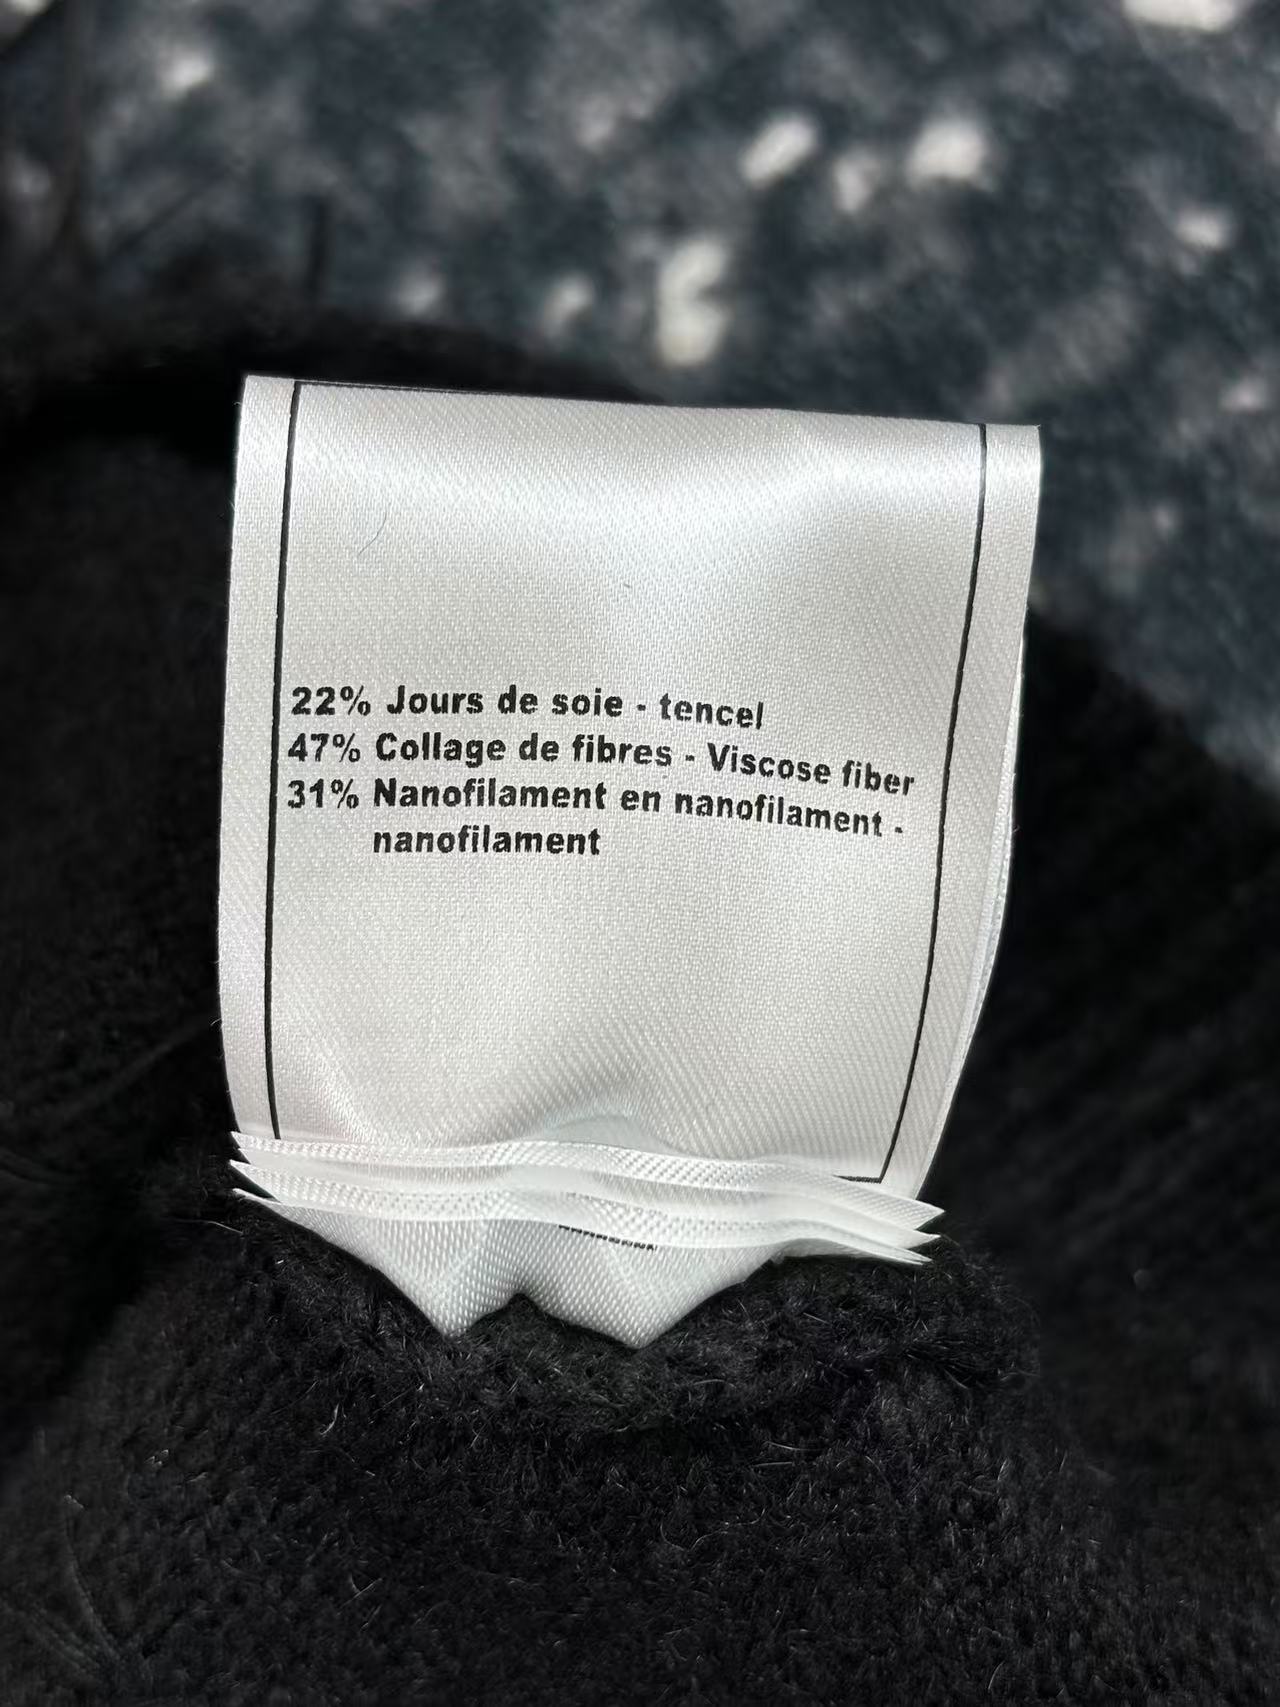 22% Jours de soie - tencel
47% Collage de fibres - Viscose fiber
31% Nanofilament en nanofilament -
nanofilament